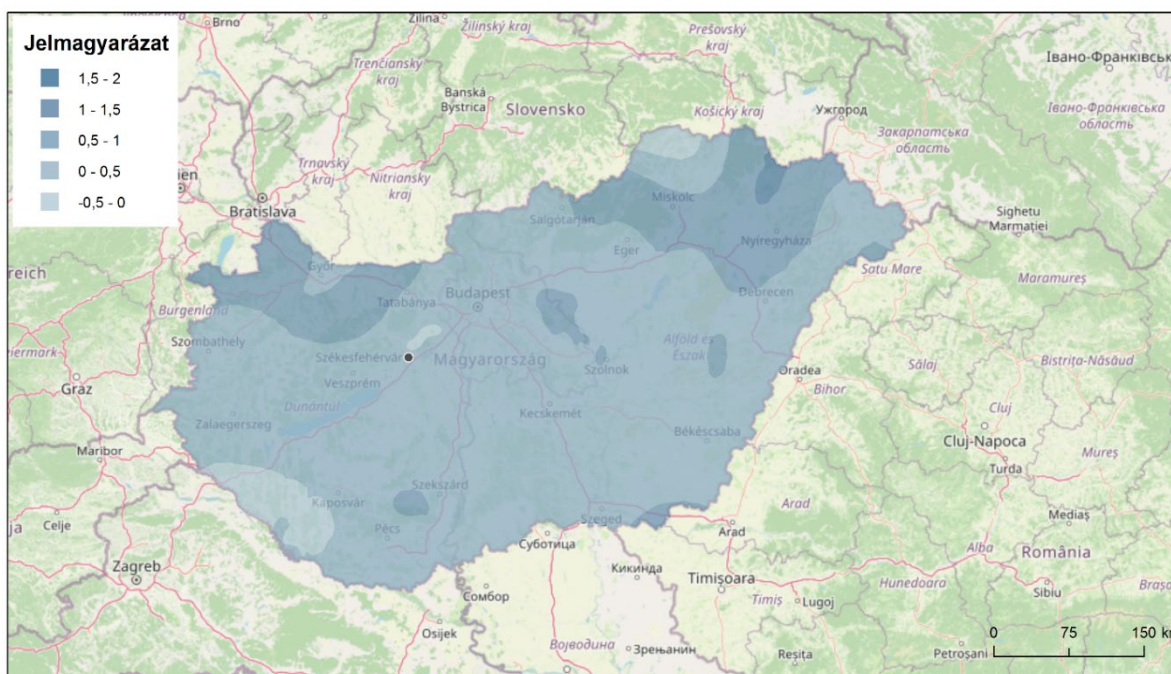 Jelmagyarázat
1,5 - 2
1 - 1,5
0,5 - 1
0 - 0,5
-0,5 - 0
Brno
Žilina
Žilinský kraj
Prešovský
kraj
Trenčiansky
kraj
Banská
Bystrica
Slovensko
Košický kraj
Ужгород
Івано-Франківськ
Івано-Франківська
область
Закарпатська
область
Trnavský
kraj
Nitriansky
kraj
Bratislava
Miskolc
Salgótarján
Nyíregyháza
Eger
Sighetu
Marmației
Győr
Satu Mare
Maramureș
Tatabánya
Budapest
Debrecen
Burgenland
Szombathely
Székesfehérvár
Magyarország
Szolnok
Alföld és
Észak
Sălaj
Bistrița-Năsăud
Graz
Veszprém
Oradea
Bihor
Dunántúl
Kecskemét
Cluj
Zalaegerszeg
Békéscsaba
Cluj-Napoca
Mureș
Maribor
Turda
Kaposvár
Szekszárd
Arad
Mediaș
Celje
Pécs
Szeged
Arad
Суботица
Alba
România
Zagreb
Кикинда
Timișoara
Hunedoara
Сомбор
Timiș
Lugoj
Sibiu
Osijek
Војводина
Зрењанин
Reșița
Petroșani
0
75
150 km